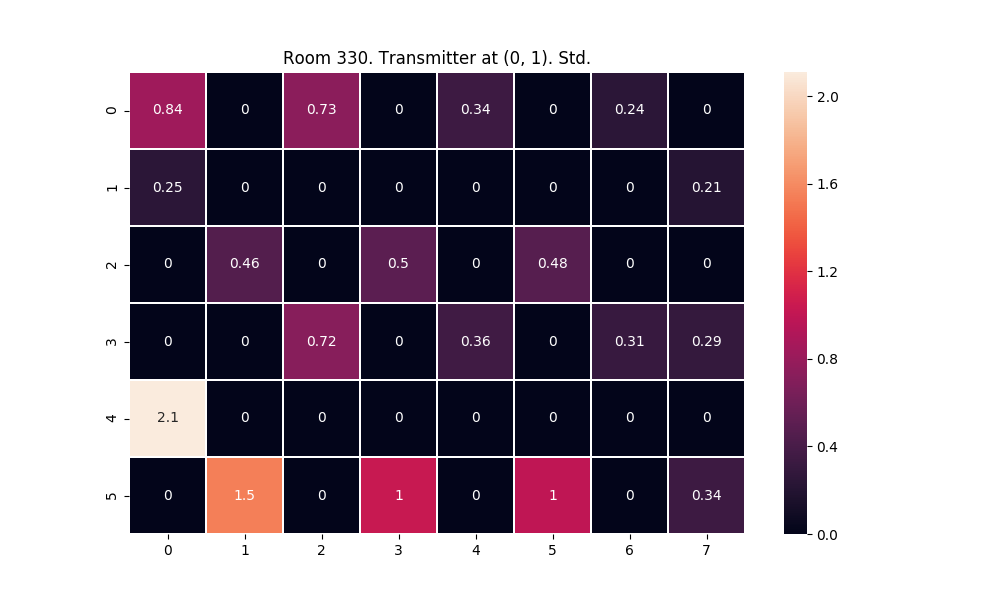 Room 330. Transmitter at (0, 1). Std.
0 0.84 0 0.73 0 0.34 0 0.24 0
1 0.25 0 0 0 0 0 0 0.21
2 0 0.46 0 0.5 0 0.48 0 0
3 0 0 0.72 0 0.36 0 0.31 0.29
4 2.1 0 0 0 0 0 0 0
5 0 1.5 0 1 0 1 0 0.34
0 1 2 3 4 5 6 7
2.0
1.6
1.2
0.8
0.4
0.0